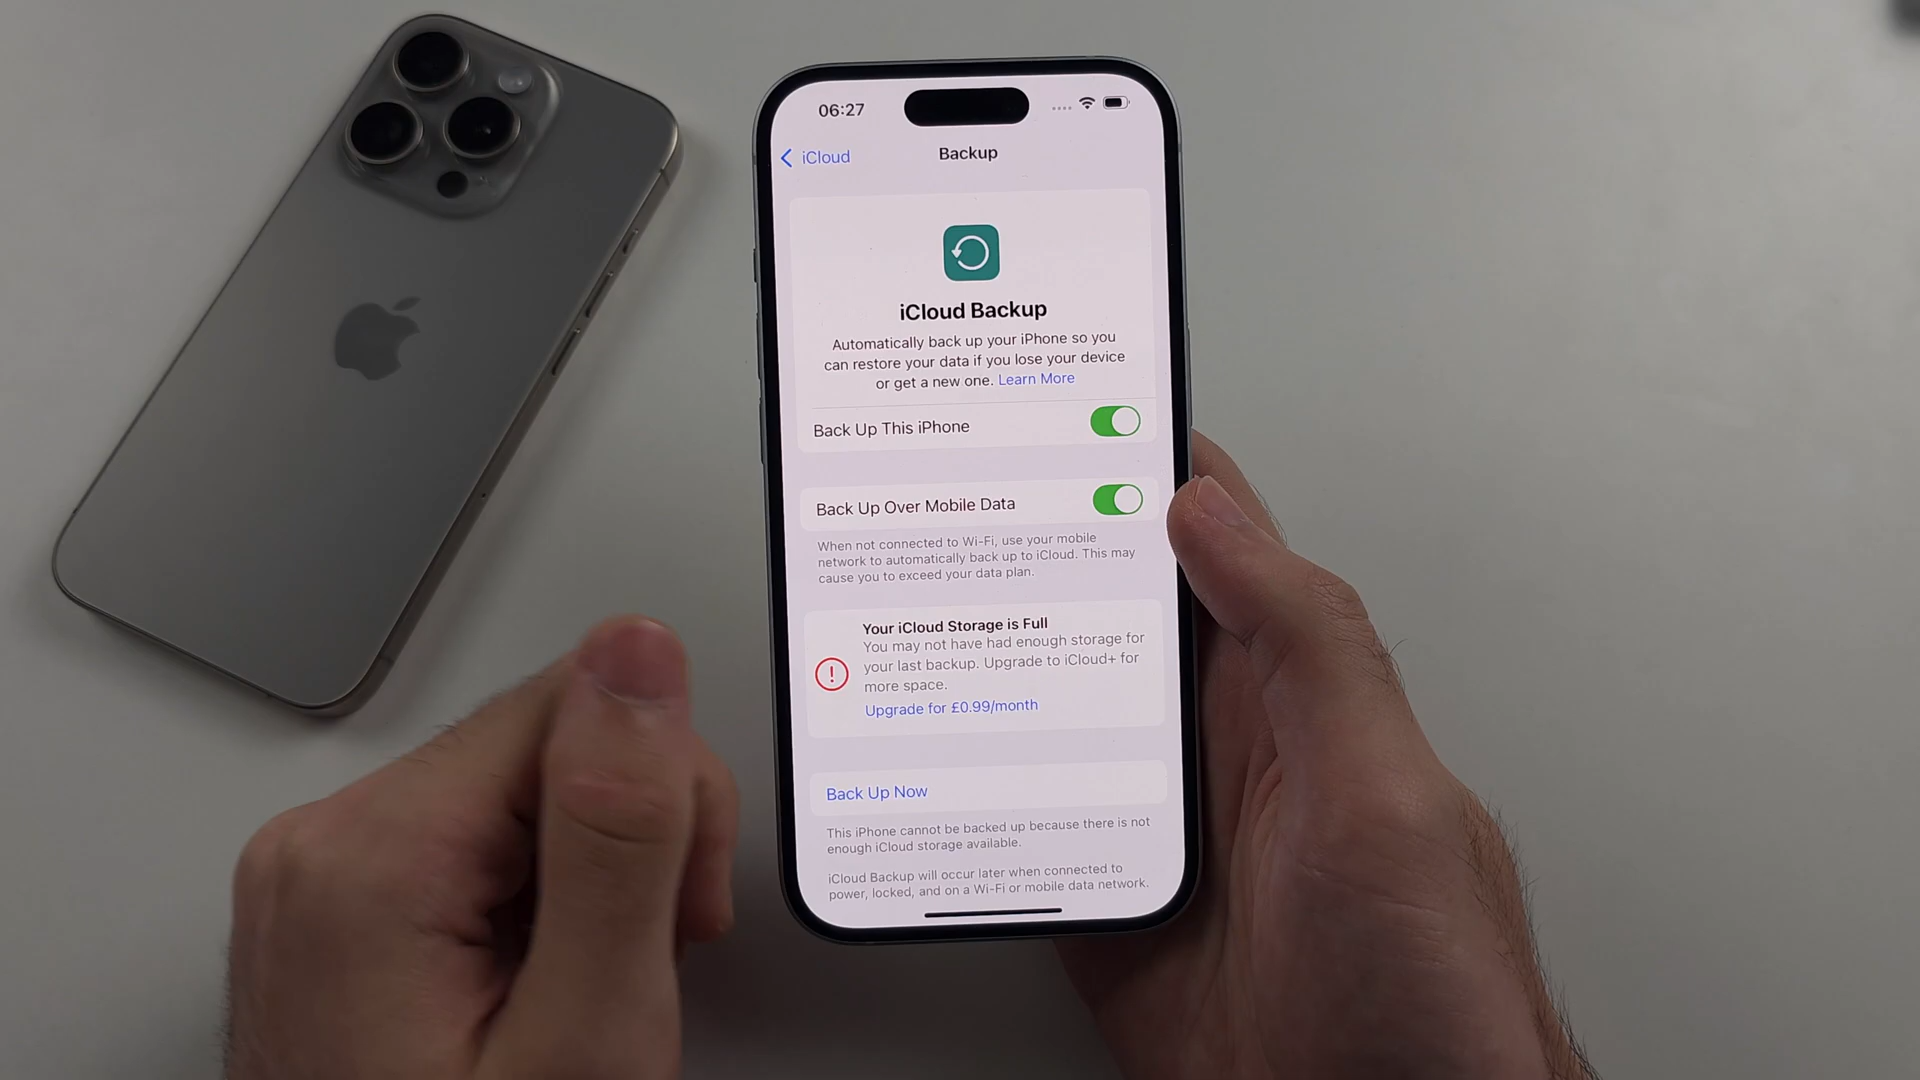 06:27
iCloud
Backup
iCloud Backup
Automatically back up your iPhone so you
can restore your data if you lose your device
or get a new one. Learn More
Back Up This iPhone
Back Up Over Mobile Data
When not connected to Wi-Fi, use your mobile
network to automatically back up to iCloud. This may
cause you to exceed your data plan.
Your iCloud Storage is Full
You may not have had enough storage for
your last backup. Upgrade to iCloud+ for
more space.
Upgrade for £0.99/month
Back Up Now
This iPhone cannot be backed up because there is not
enough iCloud storage available.
iCloud Backup will occur later when connected to
power, locked, and on a Wi-Fi or mobile data network.